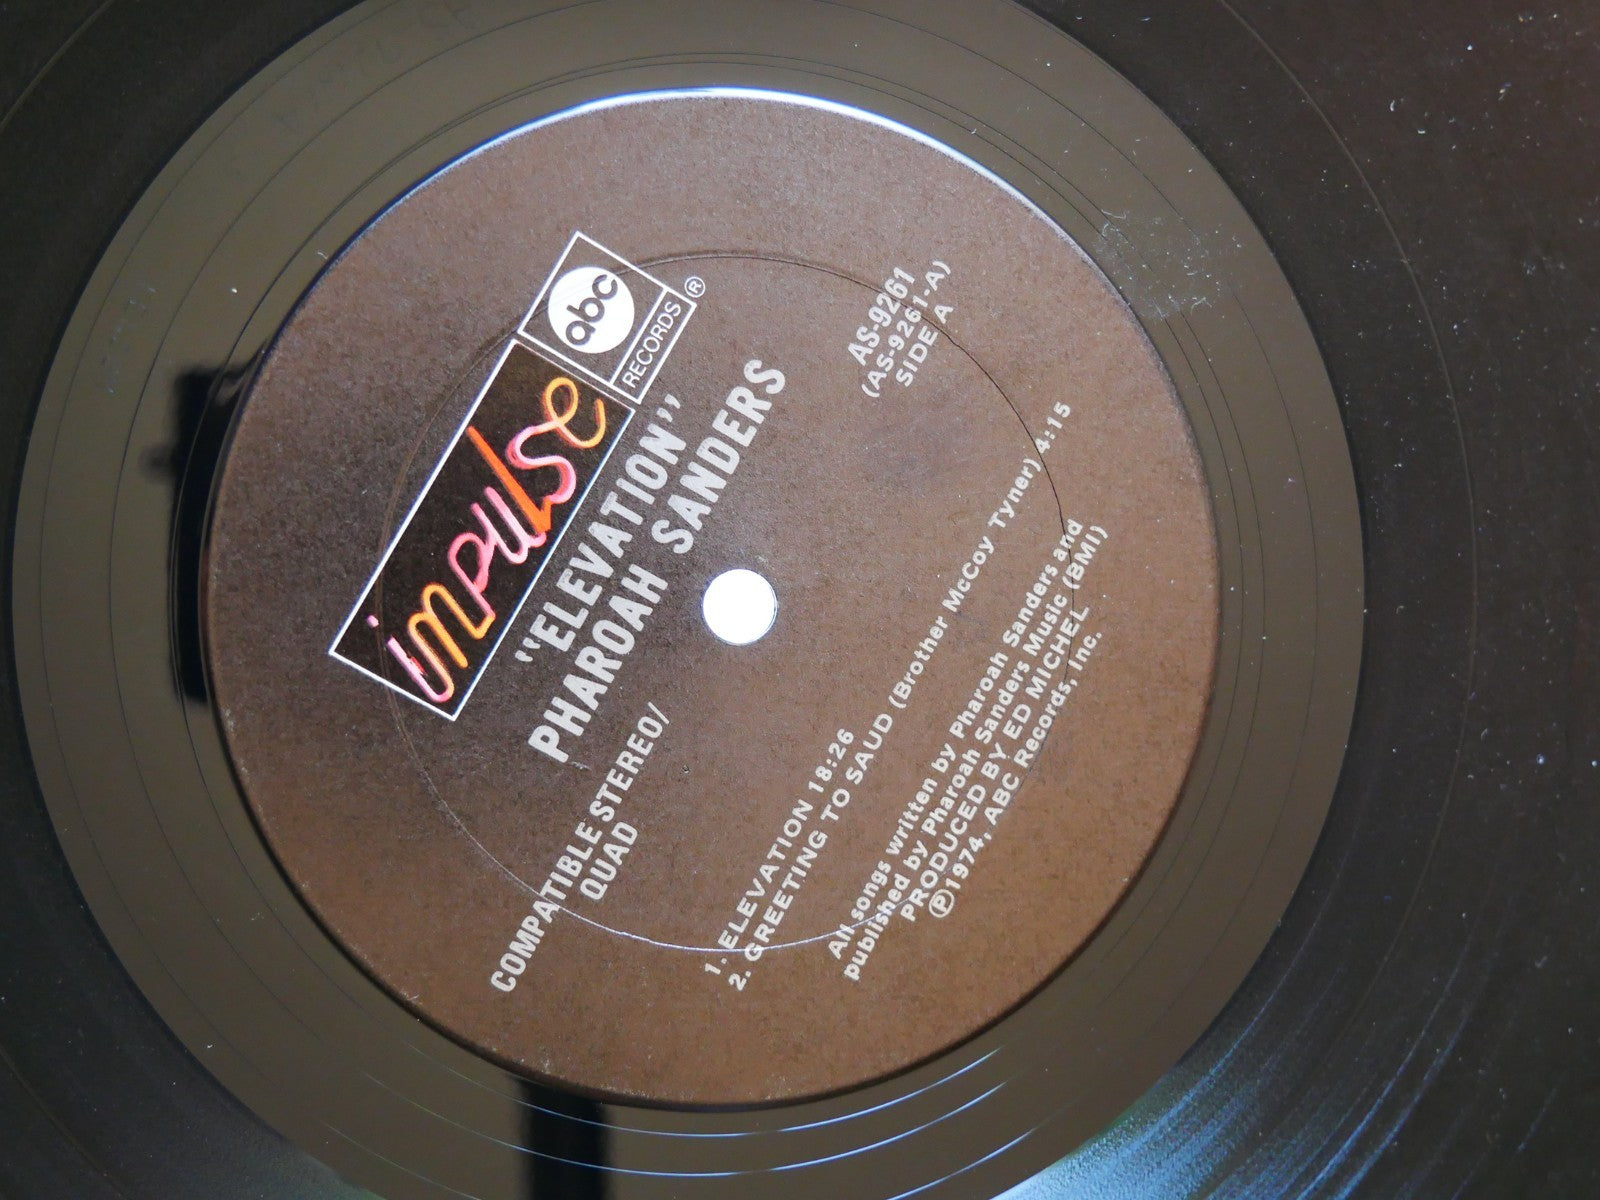 impulse
abc
RECORDS ®
"ELEVATION"
PHAROAH SANDERS
COMPATIBLE STEREO/
QUAD
AS-9261
(AS-9261-A)
SIDE A
1. ELEVATION 18:26
2. GREETING TO SAUD (Brother McCoy Tyner) 4:15
All songs written by Pharoah Sanders and
published by Pharoah Sanders Music (BMI)
PRODUCED BY ED MICHEL
℗1974, ABC Records, Inc.